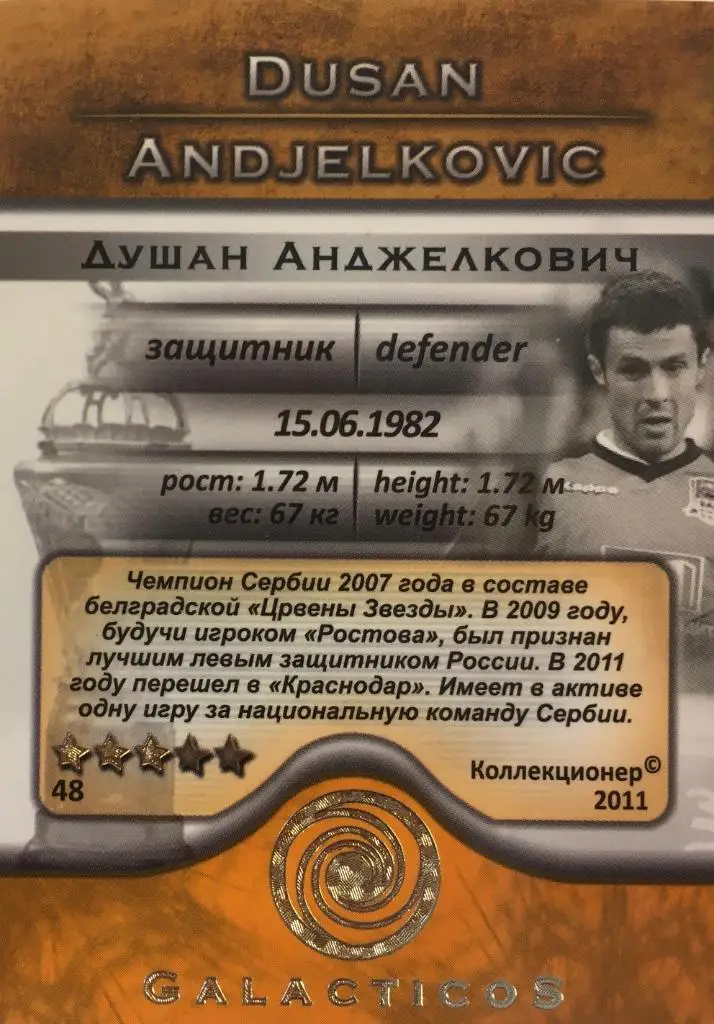 DUSAN
ANDJELKOVIC
ДУШАН АНДЖЕЛКОВИЧ
защитник defender
15.06.1982
рост: 1.72 м height: 1.72 м
вес: 67 кг weight: 67 kg
Kappa
Чемпион Сербии 2007 года в составе
белградской «Црвены Звезды». В 2009 году,
будучи игроком «Ростова», был признан
лучшим левым защитником России. В 2011
году перешел в «Краснодар». Имеет в активе
одну игру за национальную команду Сербии.
48
Коллекционер©
2011
GALACTICOS